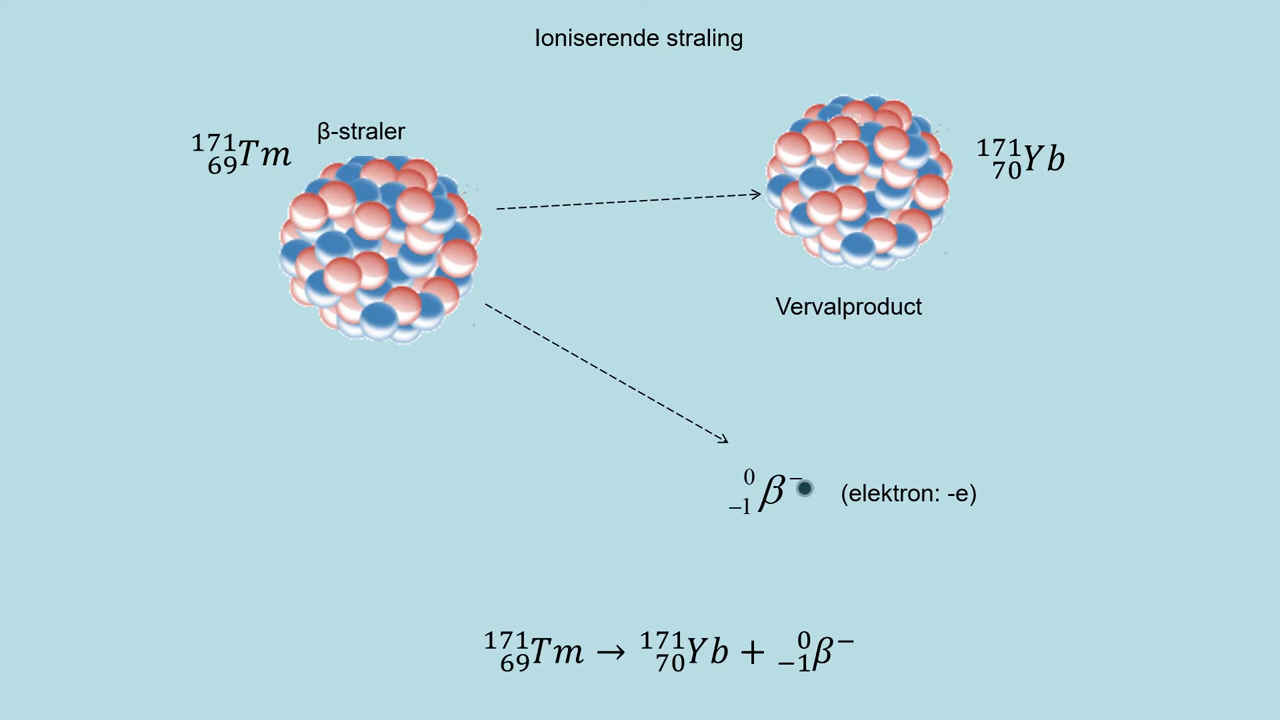 Ioniserende straling
β-straler
¹⁷¹₆₉Tm
¹⁷¹₇₀Yb
Vervalproduct
⁰₋₁β⁻ (elektron: -e)
¹⁷¹₆₉Tm → ¹⁷¹₇₀Yb + ⁰₋₁β⁻